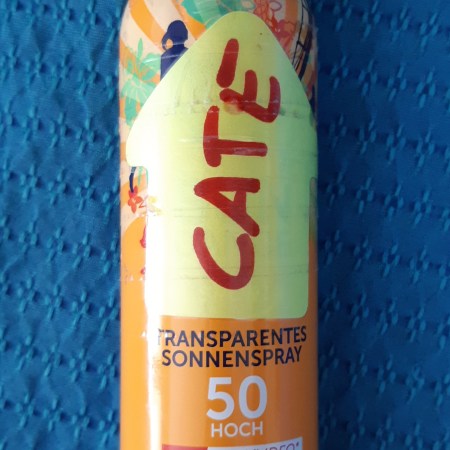 CATE'
TRANSPARENTES
SONNENSPRAY
50
HOCH